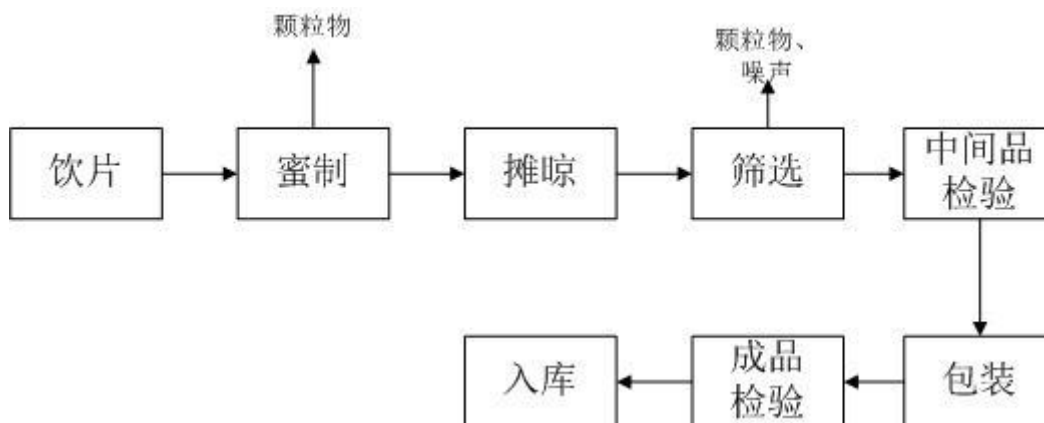 颗粒物
颗粒物、
噪声
饮片
蜜制
摊晾
筛选
中间品
检验
入库
成品
检验
包装